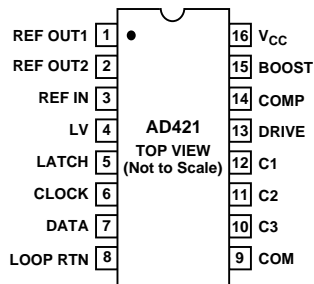 REF OUT1 1 16 VCC
REF OUT2 2 15 BOOST
REF IN 3 14 COMP
LV 4 AD421 13 DRIVE
TOP VIEW
LATCH 5 (Not to Scale) 12 C1
CLOCK 6 11 C2
DATA 7 10 C3
LOOP RTN 8 9 COM